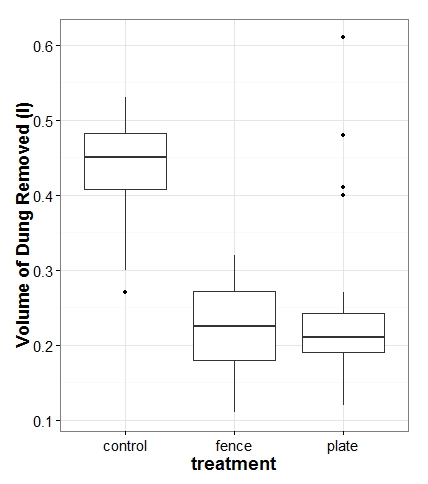 Volume of Dung Removed (l)
0.6
0.5
0.4
0.3
0.2
0.1
control fence plate
treatment